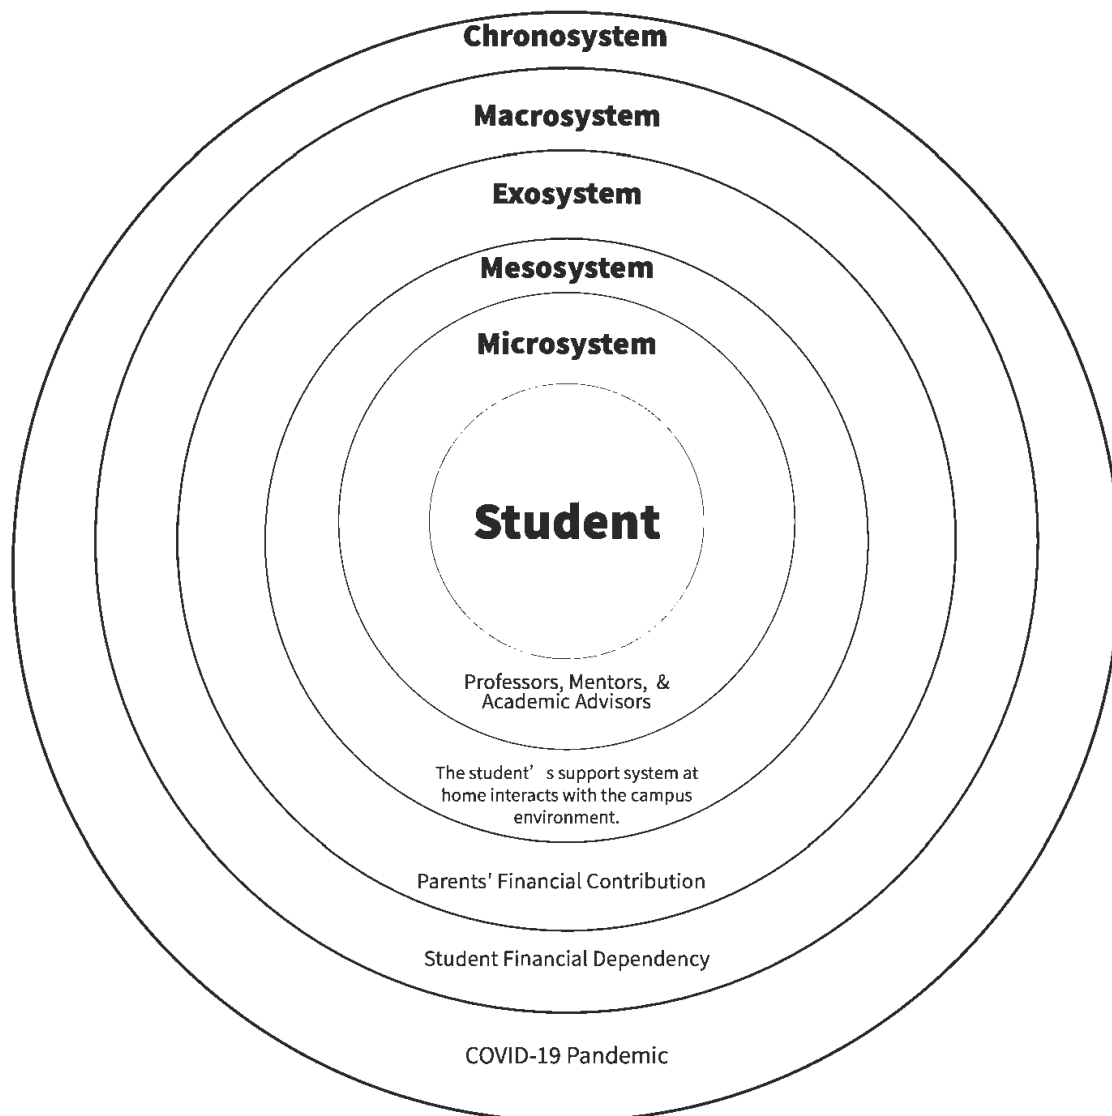 Chronosystem
Macrosystem
Exosystem
Mesosystem
Microsystem
Student
Professors, Mentors, &
Academic Advisors
The student’ s support system at
home interacts with the campus
environment.
Parents' Financial Contribution
Student Financial Dependency
COVID-19 Pandemic